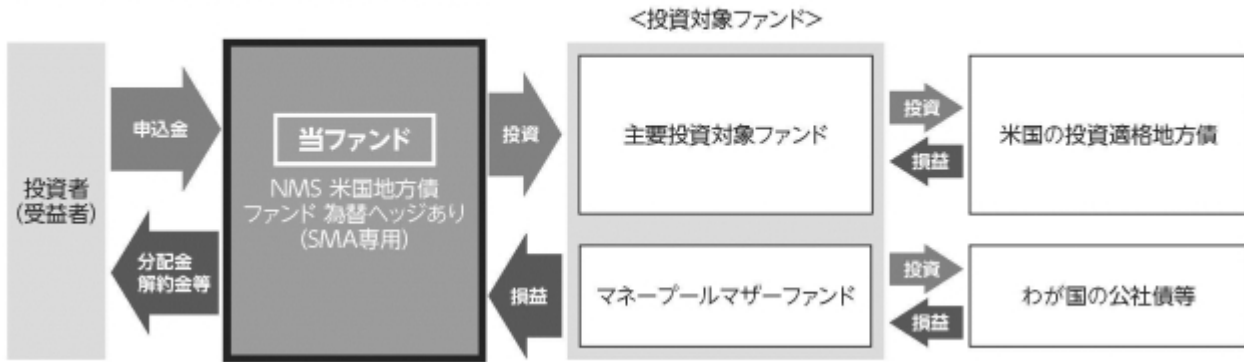 <投資対象ファンド>
投資者
(受益者)
申込金
分配金
解約金等
当ファンド
NMS 米国地方債
ファンド 為替ヘッジあり
(SMA専用)
投資
損益
主要投資対象ファンド
マネープールマザーファンド
投資
損益
米国の投資適格地方債
投資
損益
わが国の公社債等